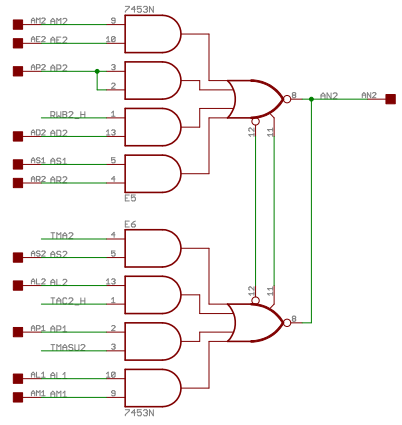 7453N
AM2 AM2 9
AE2 AE2 10
AP2 AP2 3
2
RWB2_H 1
AD2 AD2 13
AS1 AS1 5
AR2 AR2 4
E5
12 11 8 AN2 AN2
E6
TMA2 4
AS2 AS2 5
AL2 AL2 13
TAC2_H 1
AP1 AP1 2
TMASU2 3
AL1 AL1 10
AM1 AM1 9
7453N
12 11 8